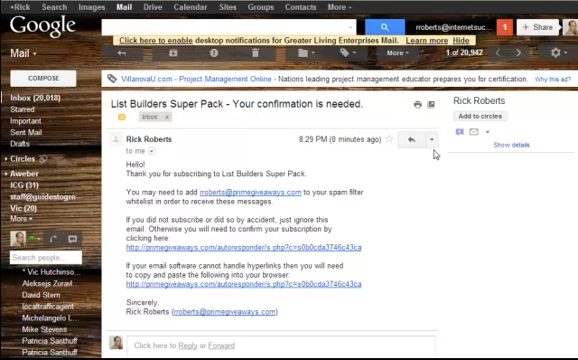 +Rick Search Images Mail Drive Calendar Sites Groups Contacts More
Google
rroberts@internetsuc... 1 + Share
Click here to enable desktop notifications for Greater Living Enterprises Mail. Learn more Hide
Mail More 1 of 20,942
COMPOSE
VillanovaU.com - Project Management Online - Nations leading project management educator prepares you for certification. Why this ad?
Inbox (20,018)
Starred
Important
Sent Mail
Drafts
Circles
Aweber
ICG (31)
staff@guidestogro...
Vic (20)
More
Search people...
* Vic Hutchinso...
Aleksejs Zuravl
David Stern
localtrafficagent
Michelangelo L...
Mike Stevens
Patricia Santhuff
Patricia Santhuff
List Builders Super Pack - Your confirmation is needed.
Inbox x
Rick Roberts 8:29 PM (0 minutes ago)
to me
Hello!
Thank you for subscribing to List Builders Super Pack.
You may need to add rroberts@primegiveaways.com to your spam filter
whitelist in order to receive these messages.
If you did not subscribe or did so by accident, just ignore this
email. Otherwise you will need to confirm your subscription by
clicking here:
http://primegiveaways.com/autoresponder/s.php?c=s0b0cda3746c43ca
If your email software cannot handle hyperlinks then you will need
to copy and paste the following into your browser:
http://primegiveaways.com/autoresponder/s.php?c=s0b0cda3746c43ca
Sincerely,
Rick Roberts (rroberts@primegiveaways.com)
Click here to Reply or Forward
Rick Roberts
Add to circles
Show details